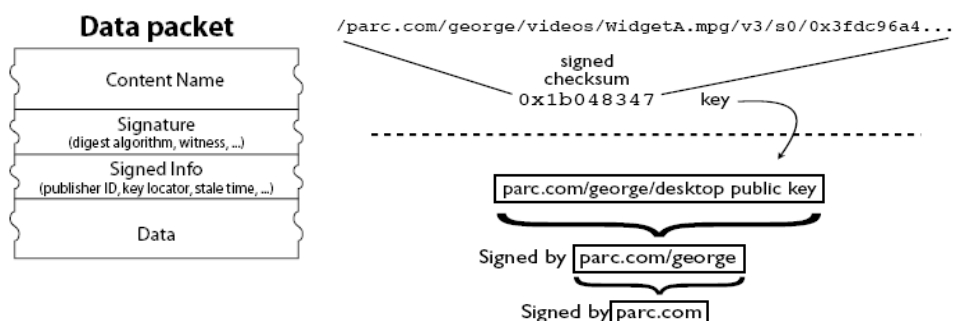 Data packet
Content Name
Signature
(digest algorithm, witness, ...)
Signed Info
(publisher ID, key locator, stale time, ...)
Data
/parc.com/george/videos/WidgetA.mpg/v3/s0/0x3fdc96a4...
signed
checksum
0x1b048347
key
parc.com/george/desktop public key
Signed by parc.com/george
Signed by parc.com